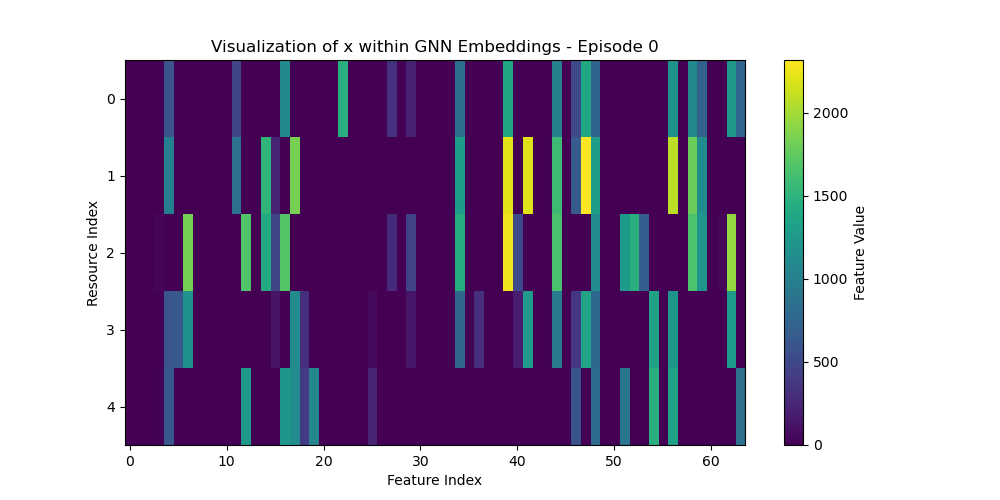 Visualization of x within GNN Embeddings - Episode 0
Resource Index
0
1
2
3
4
0 10 20 30 40 50 60
Feature Index
2000
1500
1000
500
0
Feature Value